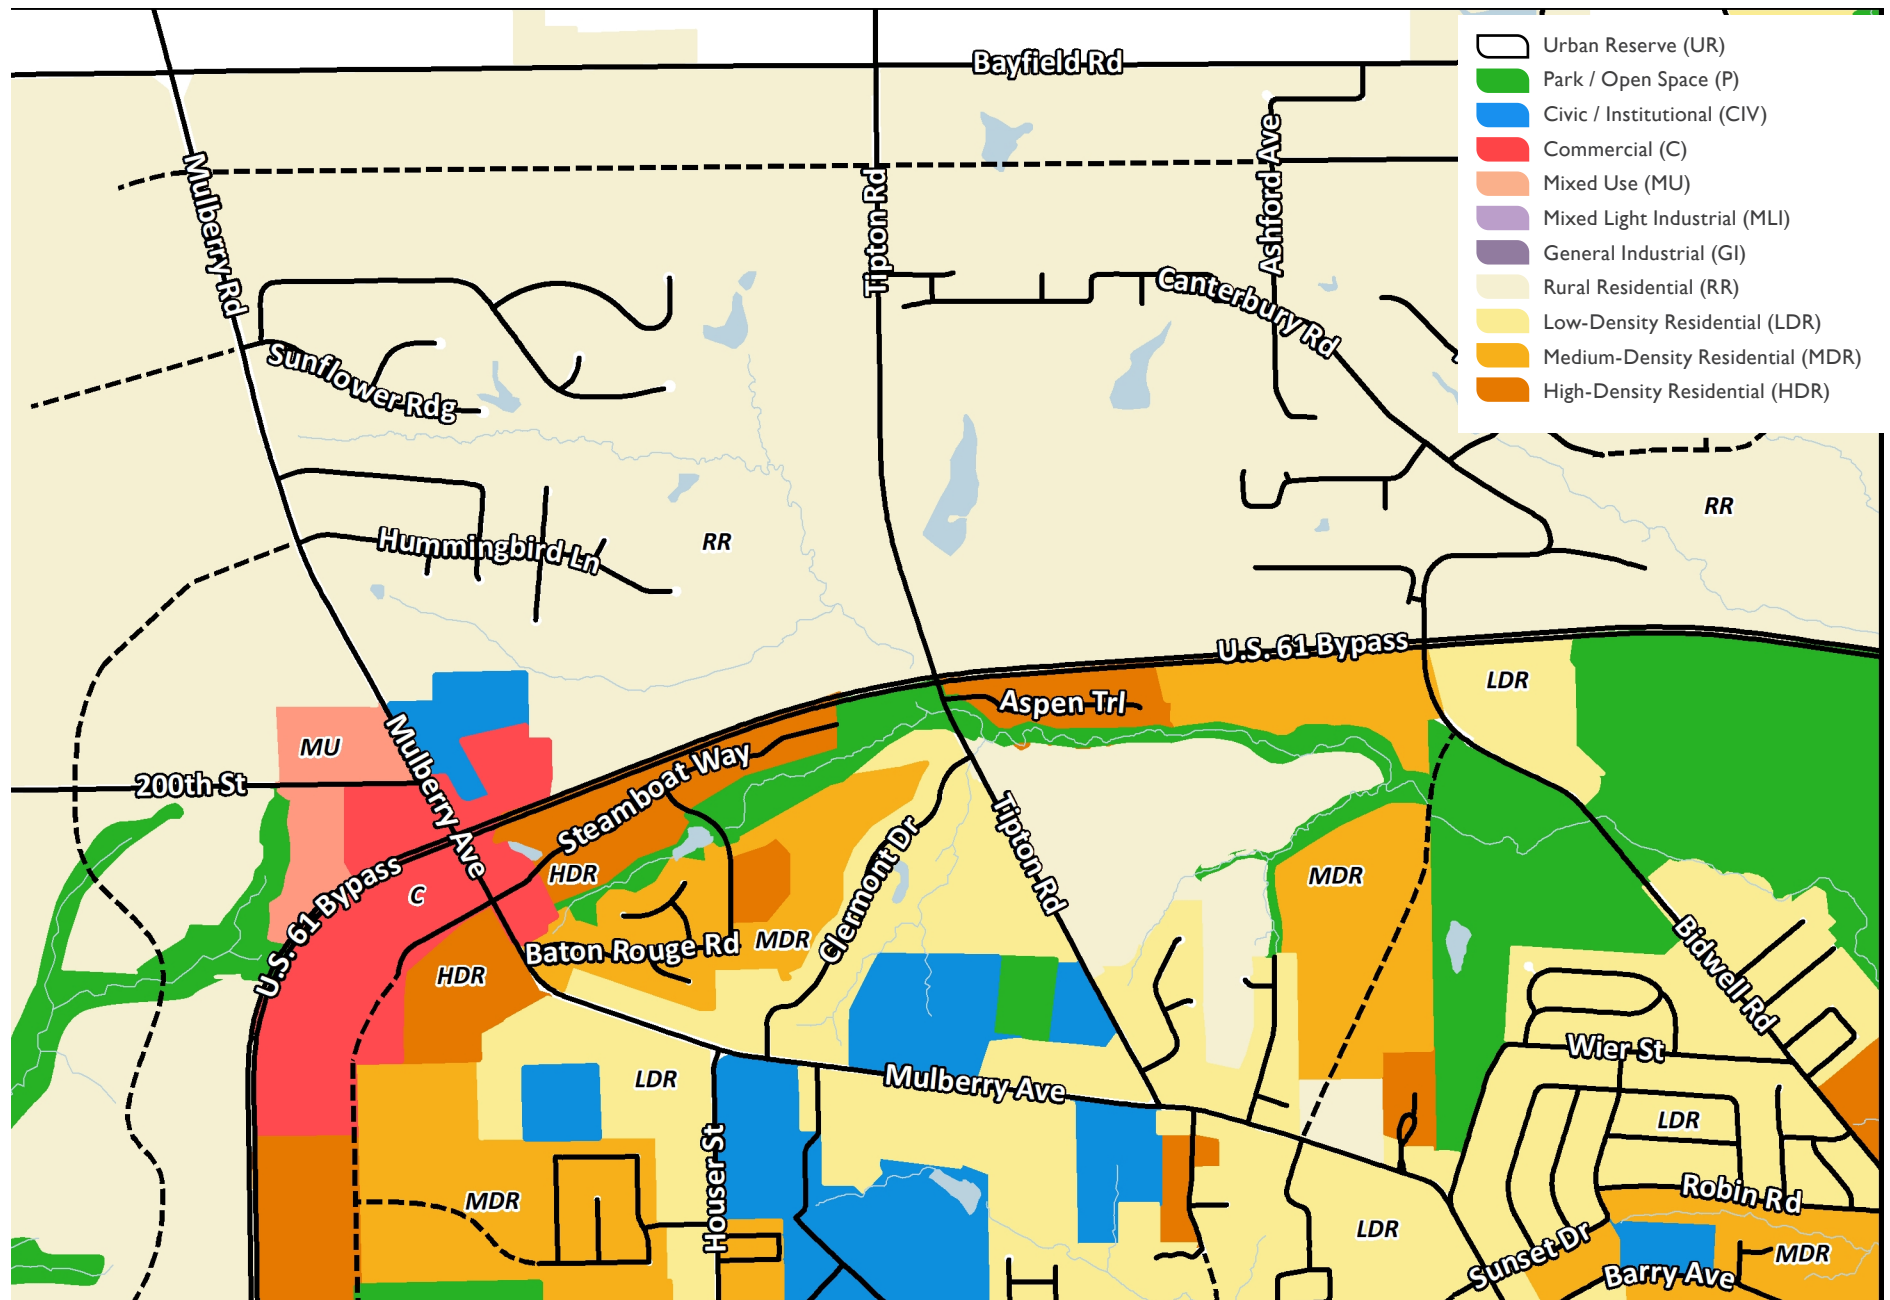 Bayfield Rd
Urban Reserve (UR)
Park / Open Space (P)
Civic / Institutional (CIV)
Commercial (C)
Mixed Use (MU)
Mixed Light Industrial (MLI)
General Industrial (GI)
Rural Residential (RR)
Low-Density Residential (LDR)
Medium-Density Residential (MDR)
High-Density Residential (HDR)
Mulberry Rd
Tipton Rd
Ashford Ave
Canterbury Rd
Sunflower Rdg
RR
Hummingbird Ln
RR
U.S. 61 Bypass
LDR
Aspen Trl
MU
Mulberry Ave
200th St
Steamboat Way
Tipton Rd
Clermont Dr
HDR
MDR
C
U.S. 61 Bypass
Baton Rouge Rd
MDR
HDR
Bidwell Rd
Wier St
LDR
Mulberry Ave
LDR
Houser St
MDR
Robin Rd
LDR
Sunset Dr
MDR
Barry Ave